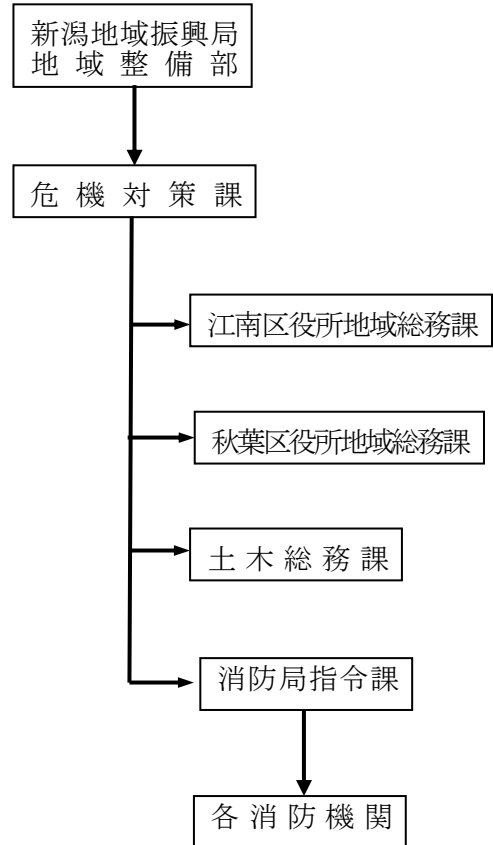 新潟地域振興局
地域整備部
危機対策課
江南区役所地域総務課
秋葉区役所地域総務課
土木総務課
消防局指令課
各消防機関